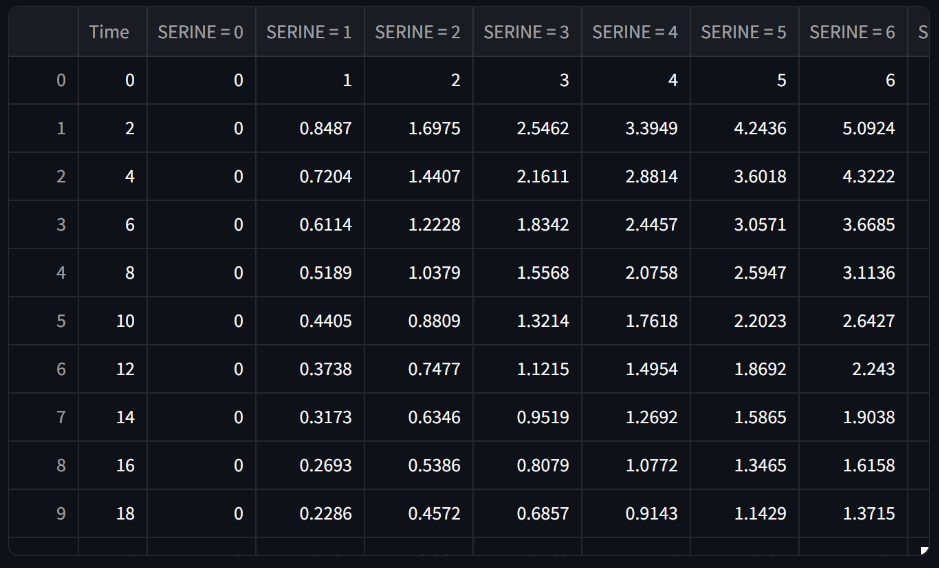 Time SERINE = 0 SERINE = 1 SERINE = 2 SERINE = 3 SERINE = 4 SERINE = 5 SERINE = 6 S
0 0 0 1 2 3 4 5 6
1 2 0 0.8487 1.6975 2.5462 3.3949 4.2436 5.0924
2 4 0 0.7204 1.4407 2.1611 2.8814 3.6018 4.3222
3 6 0 0.6114 1.2228 1.8342 2.4457 3.0571 3.6685
4 8 0 0.5189 1.0379 1.5568 2.0758 2.5947 3.1136
5 10 0 0.4405 0.8809 1.3214 1.7618 2.2023 2.6427
6 12 0 0.3738 0.7477 1.1215 1.4954 1.8692 2.243
7 14 0 0.3173 0.6346 0.9519 1.2692 1.5865 1.9038
8 16 0 0.2693 0.5386 0.8079 1.0772 1.3465 1.6158
9 18 0 0.2286 0.4572 0.6857 0.9143 1.1429 1.3715